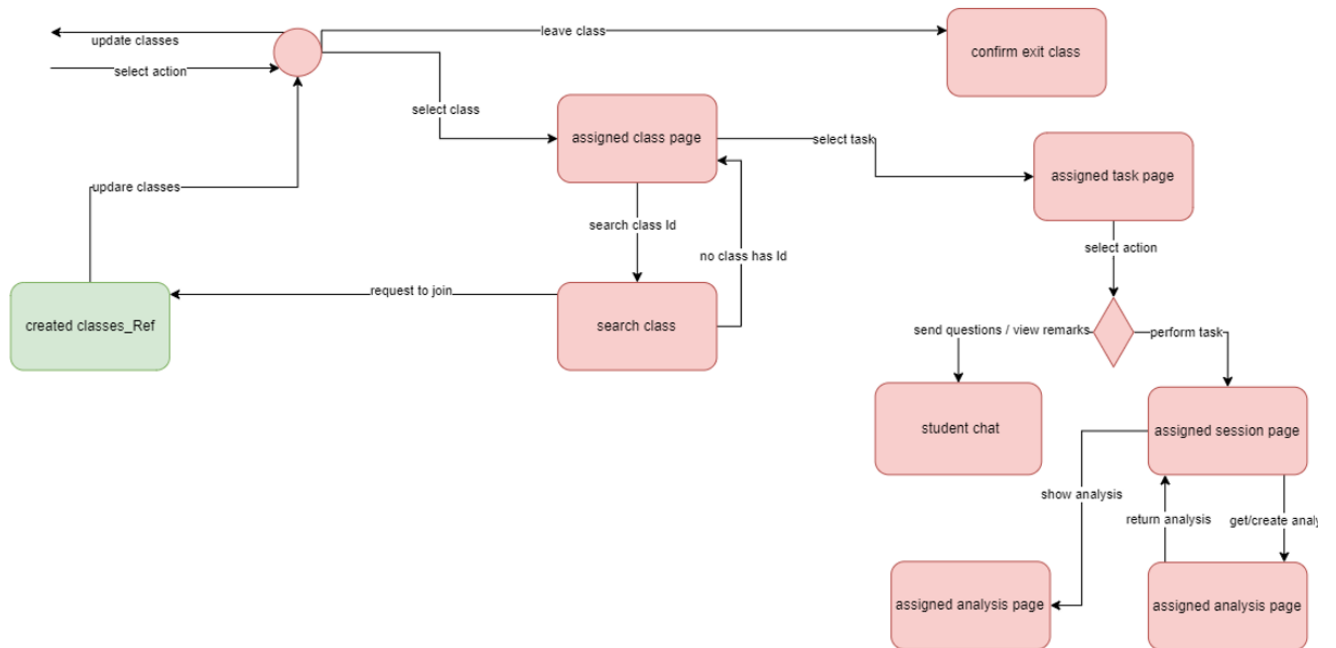 leave class
update classes
confirm exit class
select action
select class
assigned class page
select task
assigned task page
updare classes
search class Id
select action
no class has Id
request to join
created classes_Ref
search class
send questions / view remarks
perform task
student chat
assigned session page
show analysis
return analysis
get/create analy
assigned analysis page
assigned analysis page